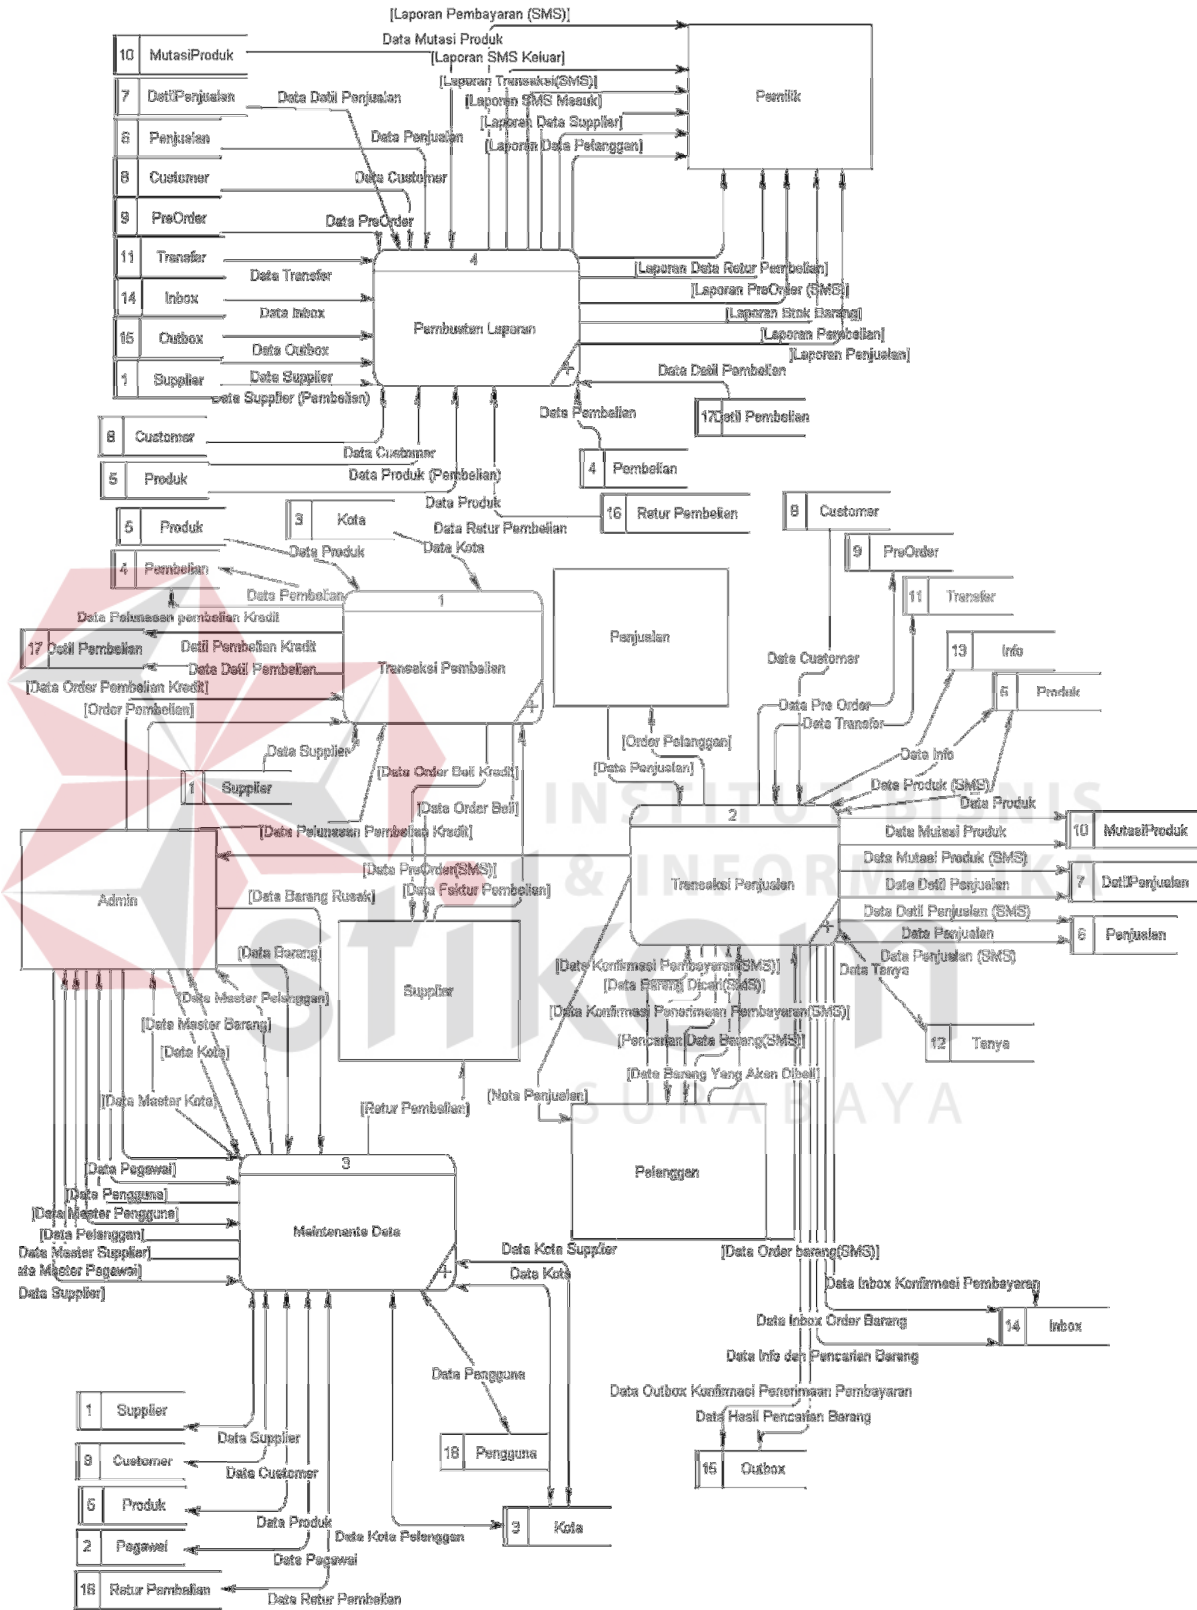 [Laporan Pembayaran (SMS)]
Data Mutasi Produk
10 MutasiProduk
[Laporan SMS Keluar]
[Laporan Transaksi(SMS)]
7 DetilPenjualan
Data Detil Penjualan
[Laporan SMS Masuk]
Pemilik
[Laporan Data Supplier]
6 Penjualan
Data Penjualan
[Laporan Data Pelanggan]
8 Customer
Data Customer
9 PreOrder
Data PreOrder
11 Transfer
Data Transfer
4
[Laporan Data Retur Pembelian]
14 Inbox
Data Inbox
[Laporan PreOrder (SMS)]
15 Outbox
Data Outbox
Pembuatan Laporan
[Laporan Stok Barang]
[Laporan Pembelian]
[Laporan Penjualan]
1 Supplier
Data Supplier
Data Supplier (Pembelian)
Data Detil Pembelian
Data Pembelian
17 Detil Pembelian
8 Customer
Data Customer
5 Produk
Data Produk (Pembelian)
4 Pembelian
Data Produk
16 Retur Pembelian
Data Retur Pembelian
5 Produk
3 Kota
8 Customer
Data Produk
Data Kota
9 PreOrder
4 Pembelian
Data Pembelian
11 Transfer
Data Pelunasan pembelian Kredit
1
17 Detil Pembelian
Detil Pembelian Kredit
Data Detil Pembelian
Transaksi Pembelian
Penjualan
13 Info
Data Customer
[Data Order Pembelian Kredit]
5 Produk
[Order Pembelian]
Data Pre Order
Data Transfer
Data Supplier
[Order Pelanggan]
Data Info
[Data Order Beli Kredit]
[Data Penjualan]
1 Supplier
Data Produk (SMS)
[Data Order Beli]
Data Produk
INSTITUT BISNIS
& INFORMATIKA
stikom
SURABAYA
2
[Data Pelunasan Pembelian Kredit]
Data Mutasi Produk
10 MutasiProduk
Data Mutasi Produk (SMS)
[Data PreOrder(SMS)]
[Data Faktur Pembelian]
Transaksi Penjualan
Data Detil Penjualan
7 DetilPenjualan
Admin
[Data Barang Rusak]
Data Detil Penjualan (SMS)
Data Penjualan
6 Penjualan
Data Penjualan (SMS)
[Data Barang]
[Data Konfirmasi Pembayaran(SMS)]
Data Tanya
[Data Barang Dicari(SMS)]
Supplier
[Data Master Pelanggan]
[Data Konfirmasi Penerimaan Pembayaran(SMS)]
[Data Master Barang]
[Pencarian Data Barang(SMS)]
12 Tanya
[Data Kota]
[Data Barang Yang Akan Dibeli]
[Data Master Kota]
[Retur Pembelian]
[Nota Penjualan]
3
[Data Pegawai]
Pelanggan
[Data Pengguna]
[Data Master Pengguna]
[Data Pelanggan]
Maintenante Data
Data Master Supplier]
ata Master Pegawai]
Data Supplier]
Data Kota Supplier
[Data Order barang(SMS)]
Data Kota
Data Inbox Konfirmasi Pembayaran
Data Inbox Order Barang
14 Inbox
Data Info dan Pencarian Barang
Data Pengguna
Data Outbox Konfirmasi Penerimaan Pembayaran
1 Supplier
Data Hasil Pencarian Barang
Data Supplier
18 Pengguna
8 Customer
Data Customer
15 Outbox
5 Produk
Data Produk
3 Kota
Data Kota Pelanggan
2 Pegawai
Data Pegawai
16 Retur Pembelian
Data Retur Pembelian